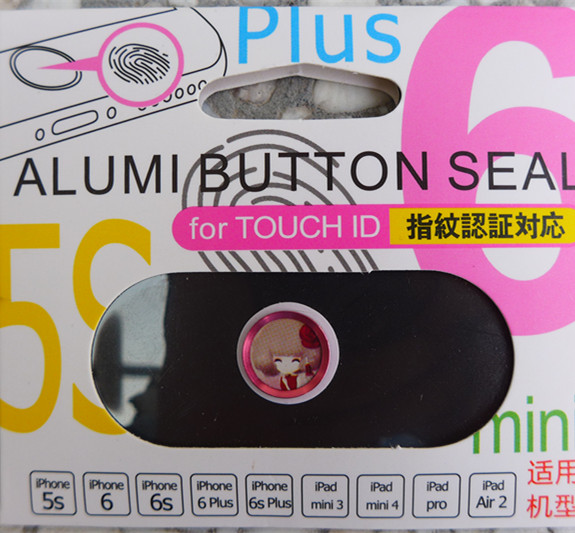 Plus
6
ALUMI BUTTON SEAL
for TOUCH ID 指紋認証対応
5S
mini
iPhone 5s
iPhone 6
iPhone 6s
iPhone 6 Plus
iPhone 6s Plus
iPad mini 3
iPad mini 4
iPad pro
iPad Air 2
适用
机型